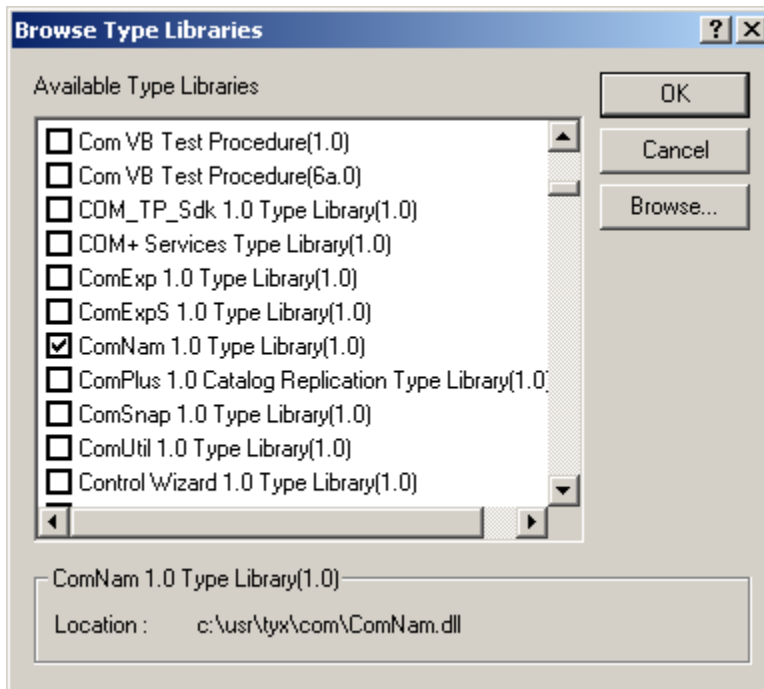 Browse Type Libraries
Available Type Libraries
OK
Cancel
Browse...
Com VB Test Procedure(1.0)
Com VB Test Procedure(6a.0)
COM_TP_Sdk 1.0 Type Library(1.0)
COM+ Services Type Library(1.0)
ComExp 1.0 Type Library(1.0)
ComExpS 1.0 Type Library(1.0)
ComNam 1.0 Type Library(1.0)
ComPlus 1.0 Catalog Replication Type Library(1.0)
ComSnap 1.0 Type Library(1.0)
ComUtil 1.0 Type Library(1.0)
Control Wizard 1.0 Type Library(1.0)
ComNam 1.0 Type Library(1.0)
Location : c:\usr\tyx\com\ComNam.dll